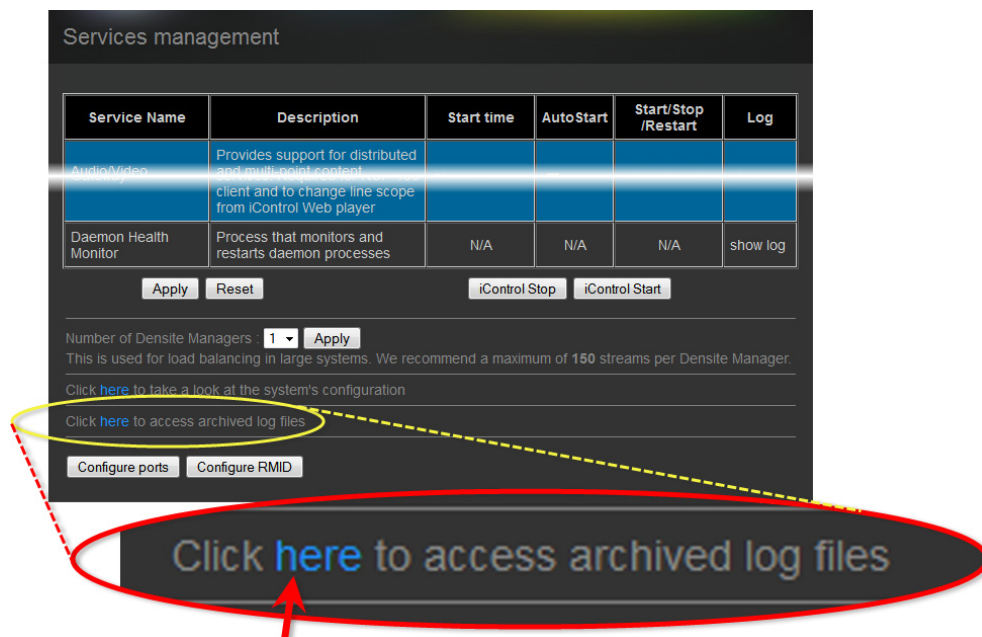 Services management
Service Name Description Start time AutoStart Start/Stop /Restart Log
Audio/Video
Provides support for distributed
and multi-point content
client and to change line scope
from iControl Web player
Daemon Health Monitor
Process that monitors and restarts daemon processes
N/A N/A N/A show log
Apply Reset iControl Stop iControl Start
Number of Densite Managers : 1 Apply
This is used for load balancing in large systems. We recommend a maximum of 150 streams per Densite Manager.
Click here to take a look at the system's configuration
Click here to access archived log files
Configure ports Configure RMID
Click here to access archived log files